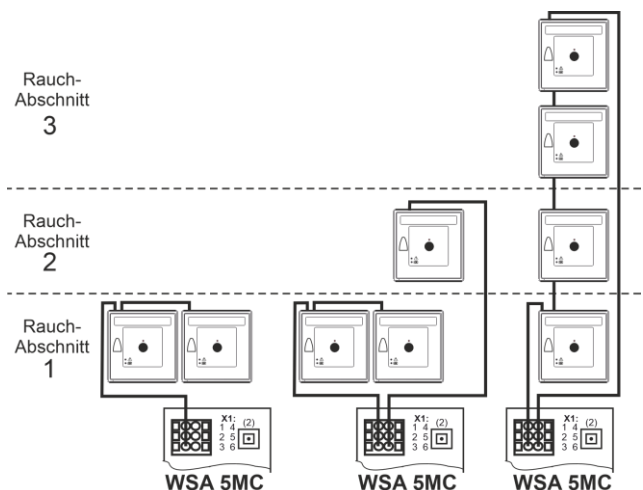 Rauch-
Abschnitt
3
Rauch-
Abschnitt
2
Rauch-
Abschnitt
1
X1:
1 4 (2)
2 5
3 6
WSA 5MC
X1:
1 4 (2)
2 5
3 6
WSA 5MC
X1:
1 4 (2)
2 5
3 6
WSA 5MC